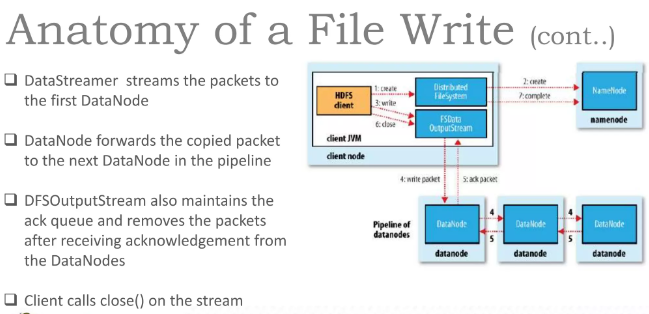 Anatomy of a File Write (cont..)
❑ DataStreamer streams the packets to
the first DataNode
❑ DataNode forwards the copied packet
to the next DataNode in the pipeline
❑ DFSOutputStream also maintains the
ack queue and removes the packets
after receiving acknowledgement from
the DataNodes
❑ Client calls close() on the stream
HDFS
client
1: create
3: write
6: close
Distributed
FileSystem
FSData
OutputStream
client JVM
client node
2: create
7: complete
NameNode
namenode
4: write packet
5: ack packet
Pipeline of
datanodes
DataNode
datanode
4
5
DataNode
datanode
4
5
DataNode
datanode